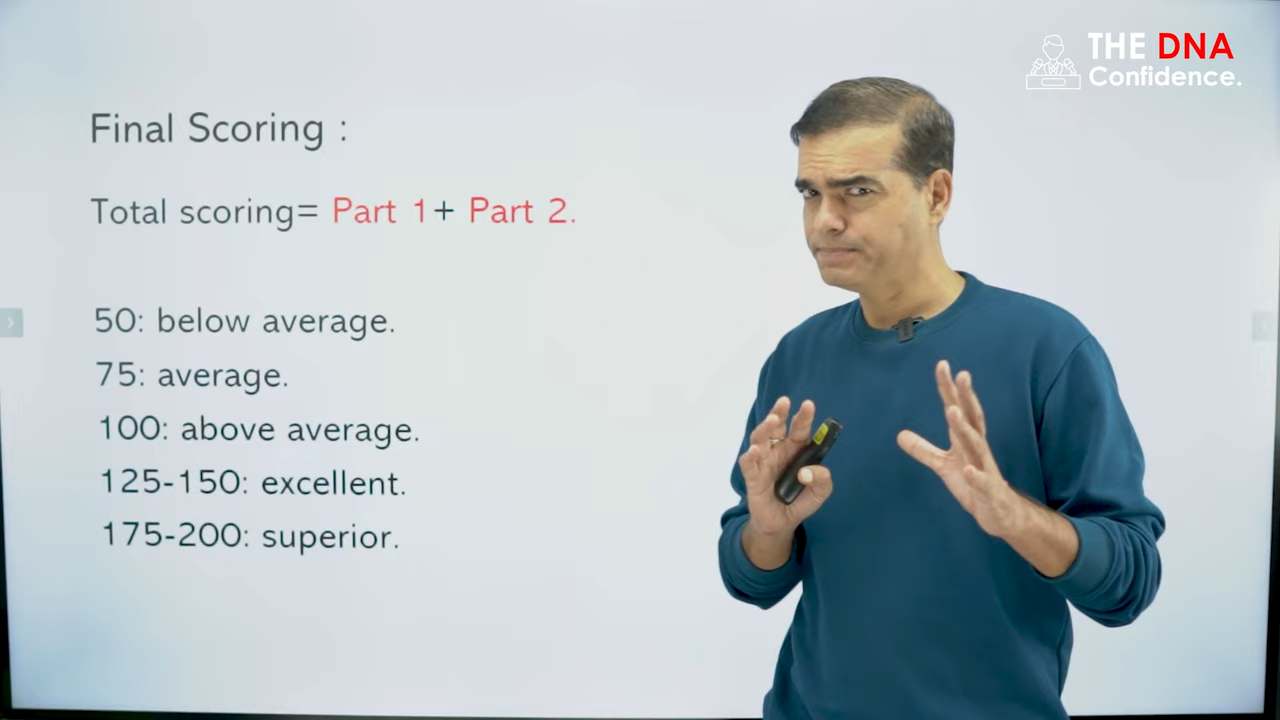 THE DNA
Confidence.
Final Scoring :
Total scoring= Part 1+ Part 2.
50: below average.
75: average.
100: above average.
125-150: excellent.
175-200: superior.